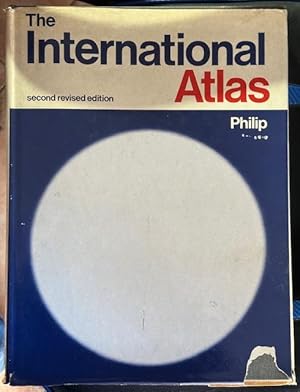 The
International
Atlas
second revised edition
Philip